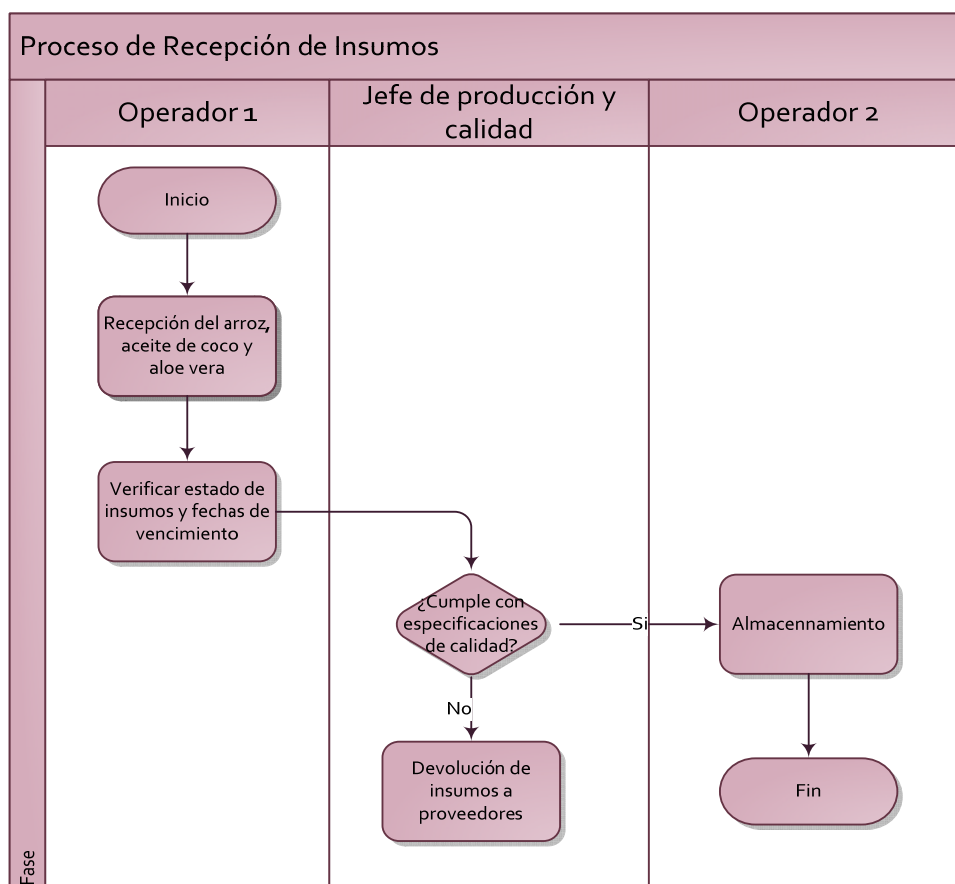 Proceso de Recepción de Insumos
Operador 1
Jefe de producción y
calidad
Operador 2
Inicio
Recepción del arroz,
aceite de coco y
aloe vera
Verificar estado de
insumos y fechas de
vencimiento
¿Cumple con
especificaciones
de calidad?
Si
Almacennamiento
No
Devolución de
insumos a
proveedores
Fin
Fase